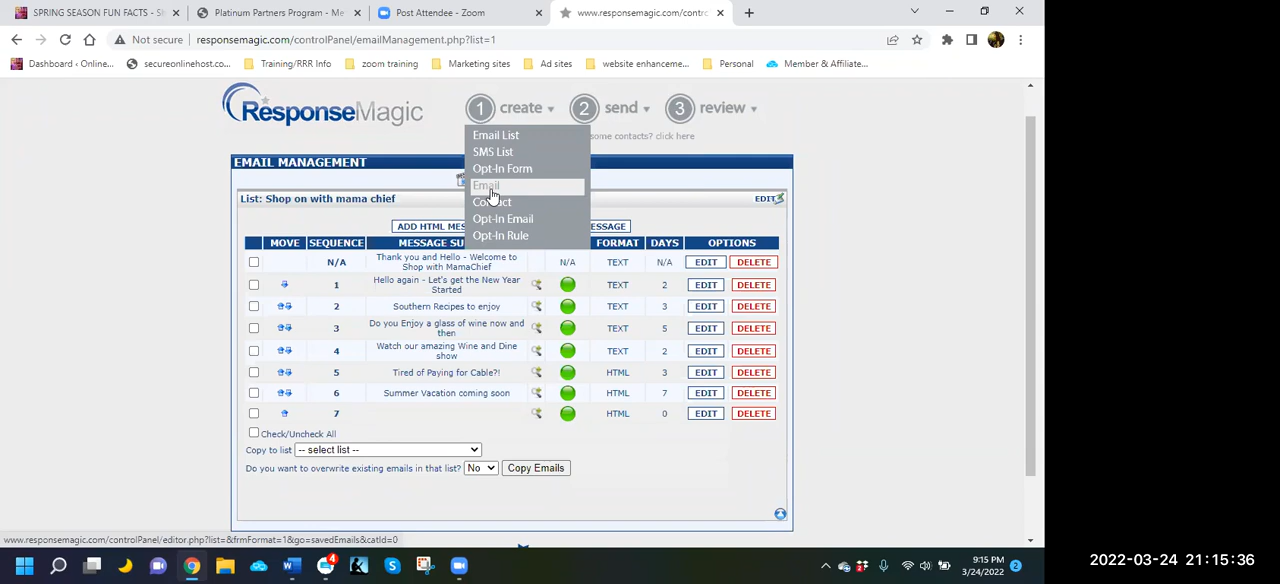 SPRING SEASON FUN FACTS - Sh
Platinum Partners Program - Me
Post Attendee - Zoom
www.responsemagic.com/contr
Not secure
responsemagic.com/controlPanel/emailManagement.php?list=1
Dashboard ‹ Online...
secureonlinehost.co...
Training/RRR Info
zoom training
Marketing sites
Ad sites
website enhanceme...
Personal
Member & Affiliate...
ResponseMagic
1 create
2 send
3 review
some contacts? click here
Email List
SMS List
Opt-In Form
Email
Contact
Opt-In Email
Opt-In Rule
EMAIL MANAGEMENT
List: Shop on with mama chief
EDIT
ADD HTML MES
SSAGE
MOVE SEQUENCE MESSAGE SU FORMAT DAYS OPTIONS
N/A Thank you and Hello - Welcome to Shop with MamaChief N/A TEXT N/A EDIT DELETE
1 Hello again - Let's get the New Year Started TEXT 2 EDIT DELETE
2 Southern Recipes to enjoy TEXT 3 EDIT DELETE
3 Do you Enjoy a glass of wine now and then TEXT 5 EDIT DELETE
4 Watch our amazing Wine and Dine show TEXT 2 EDIT DELETE
5 Tired of Paying for Cable?! HTML 3 EDIT DELETE
6 Summer Vacation coming soon HTML 7 EDIT DELETE
7 HTML 0 EDIT DELETE
Check/Uncheck All
Copy to list -- select list --
Do you want to overwrite existing emails in that list? No Copy Emails
www.responsemagic.com/controlPanel/editor.php?list=&frmFormat=1&go=savedEmails&catId=0
4
9:15 PM
3/24/2022
2
2022-03-24 21:15:36